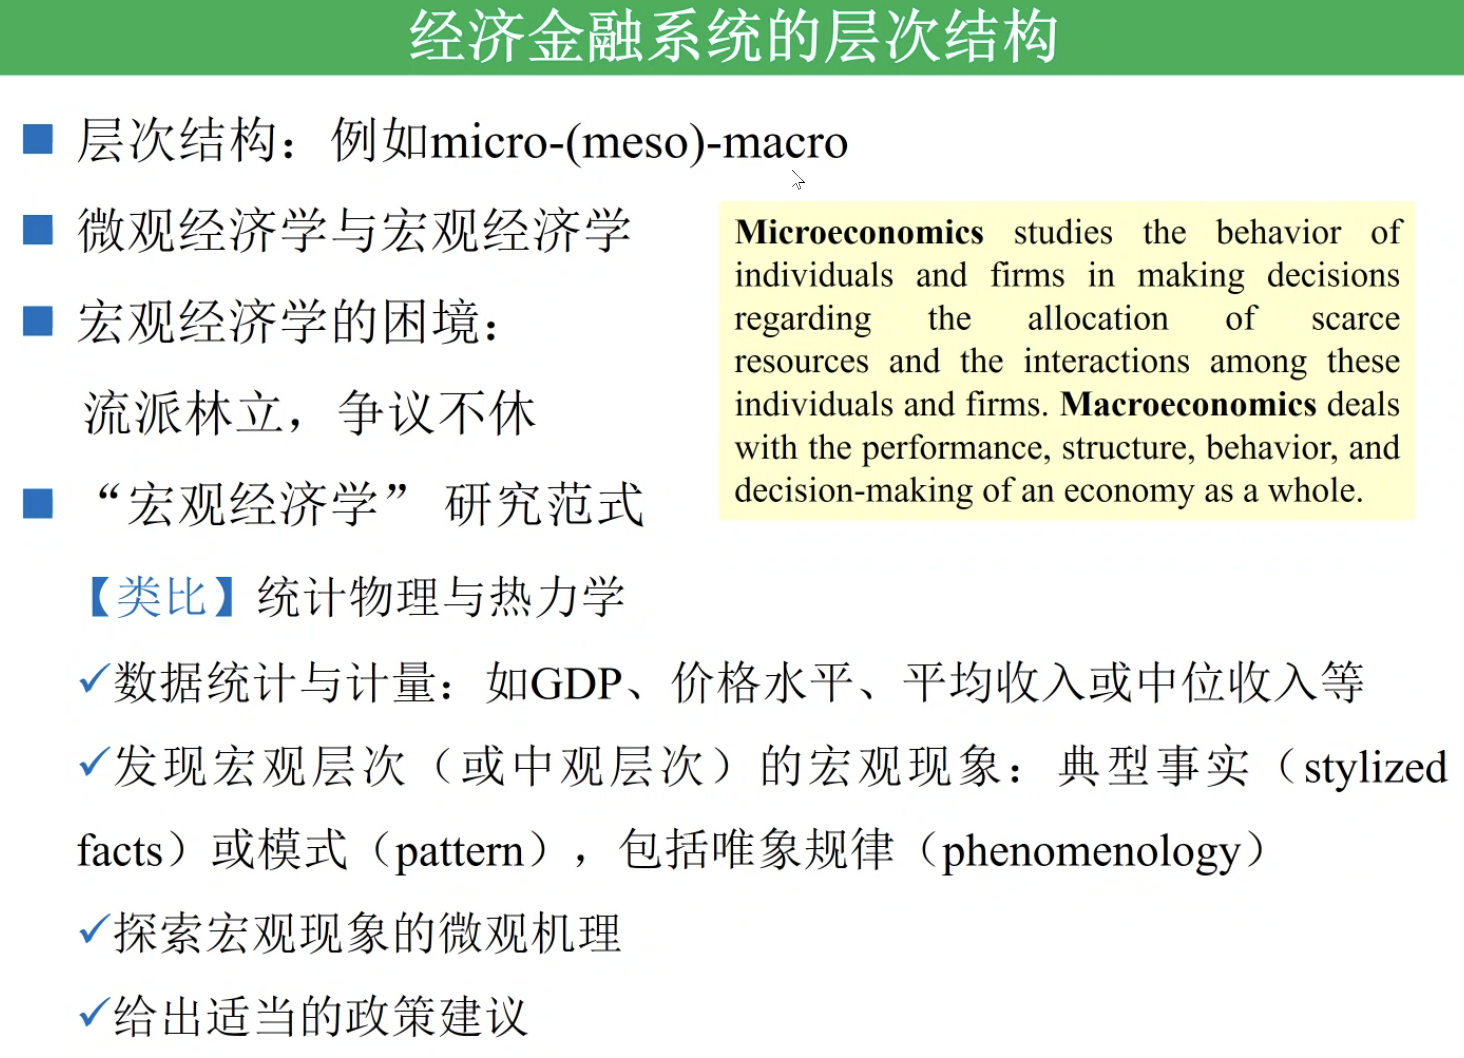 经济金融系统的层次结构
层次结构：例如micro-(meso)-macro
微观经济学与宏观经济学
宏观经济学的困境：
流派林立，争议不休
“宏观经济学” 研究范式
Microeconomics studies the behavior of
individuals and firms in making decisions
regarding the allocation of scarce
resources and the interactions among these
individuals and firms. Macroeconomics deals
with the performance, structure, behavior, and
decision-making of an economy as a whole.
【类比】统计物理与热力学
✓数据统计与计量：如GDP、价格水平、平均收入或中位收入等
✓发现宏观层次（或中观层次）的宏观现象：典型事实（stylized
facts）或模式（pattern），包括唯象规律（phenomenology）
✓探索宏观现象的微观机理
✓给出适当的政策建议